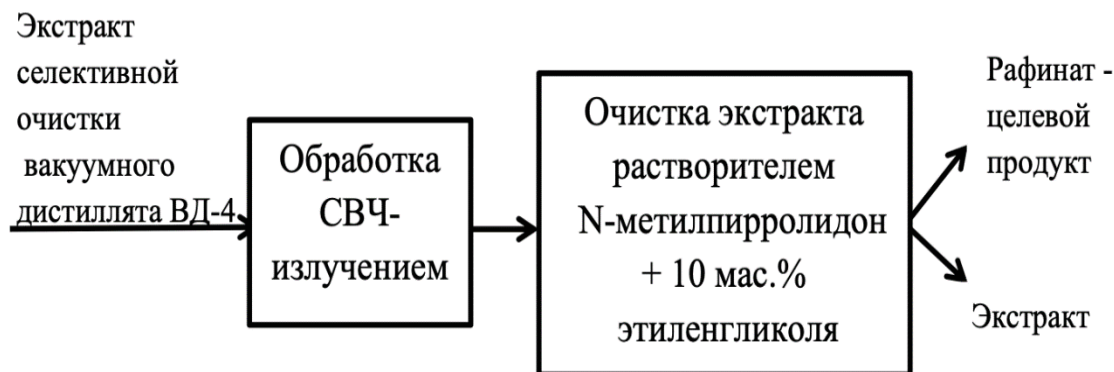 Экстракт
селективной
очистки
вакуумного
дистиллята ВД-4
Обработка
СВЧ-
излучением
Очистка экстракта
растворителем
N-метилпирролидон
+ 10 мас.%
этиленгликоля
Рафинат -
целевой
продукт
Экстракт